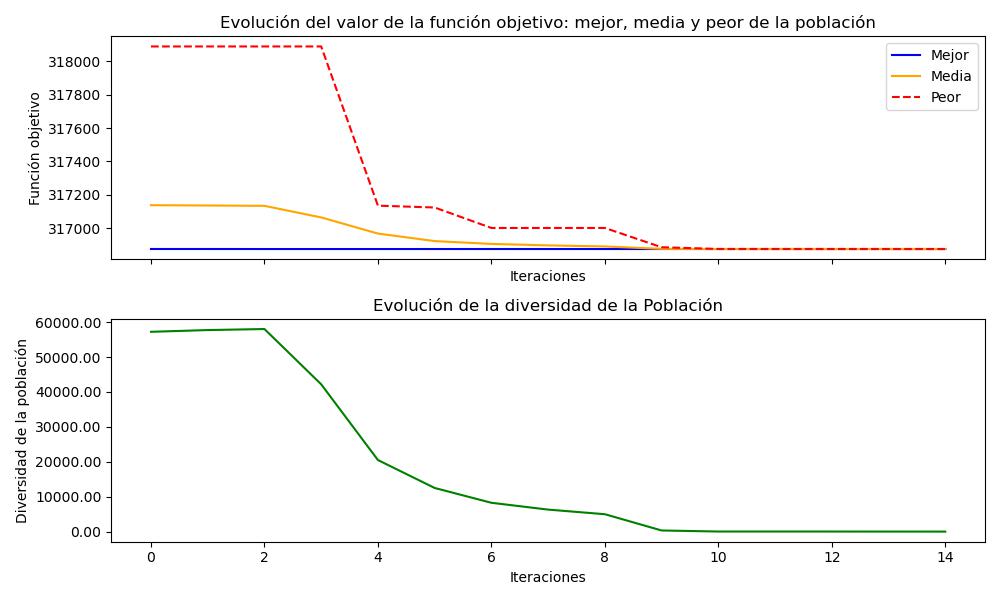 Evolución del valor de la función objetivo: mejor, media y peor de la población
318000
317800
317600
317400
317200
317000
Función objetivo
Mejor
Media
Peor
Iteraciones
Evolución de la diversidad de la Población
60000.00
50000.00
40000.00
30000.00
20000.00
10000.00
0.00
Diversidad de la población
0 2 4 6 8 10 12 14
Iteraciones